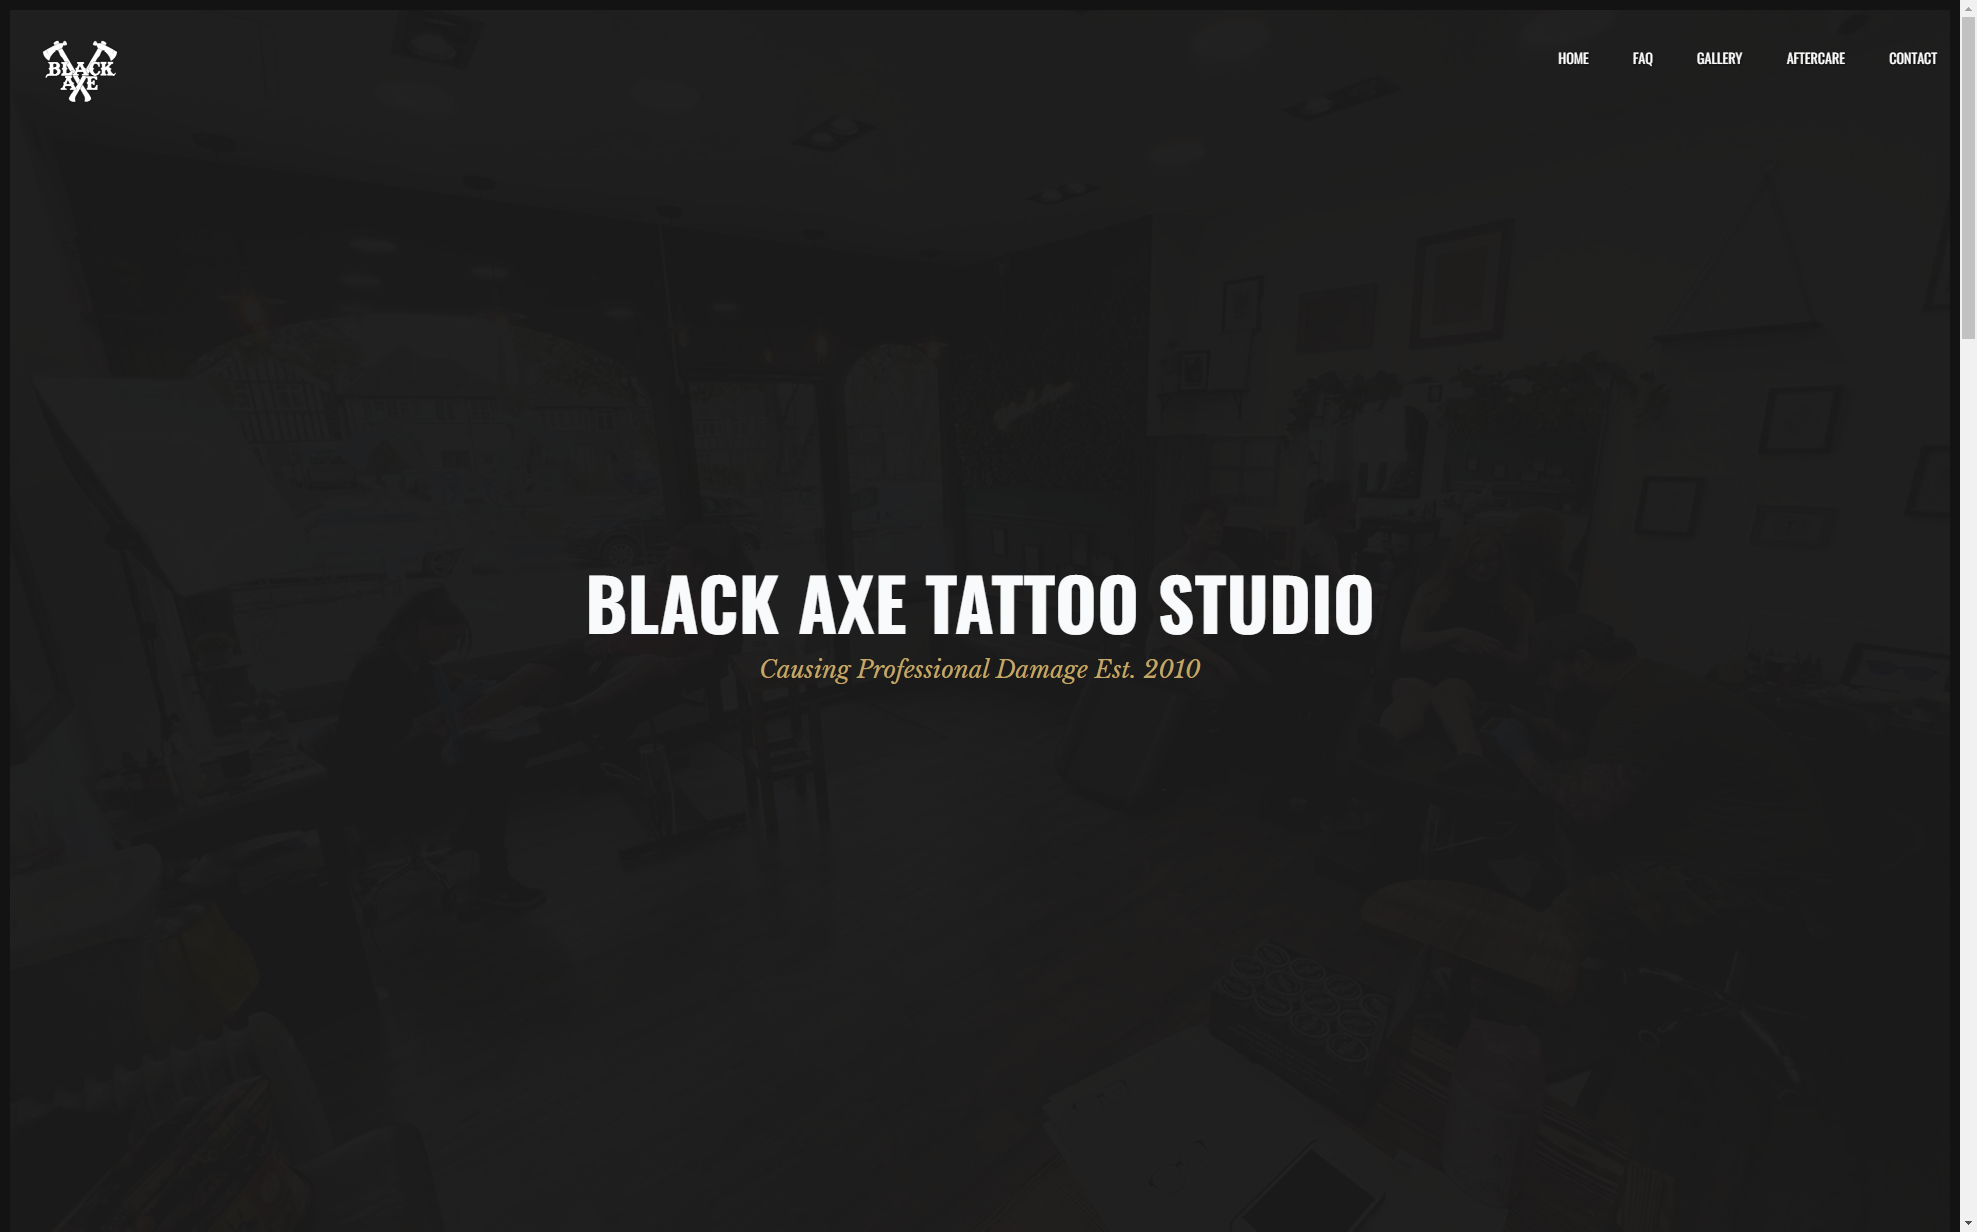 BLACK
AXE
HOME
FAQ
GALLERY
AFTERCARE
CONTACT
BLACK AXE TATTOO STUDIO
Causing Professional Damage Est. 2010